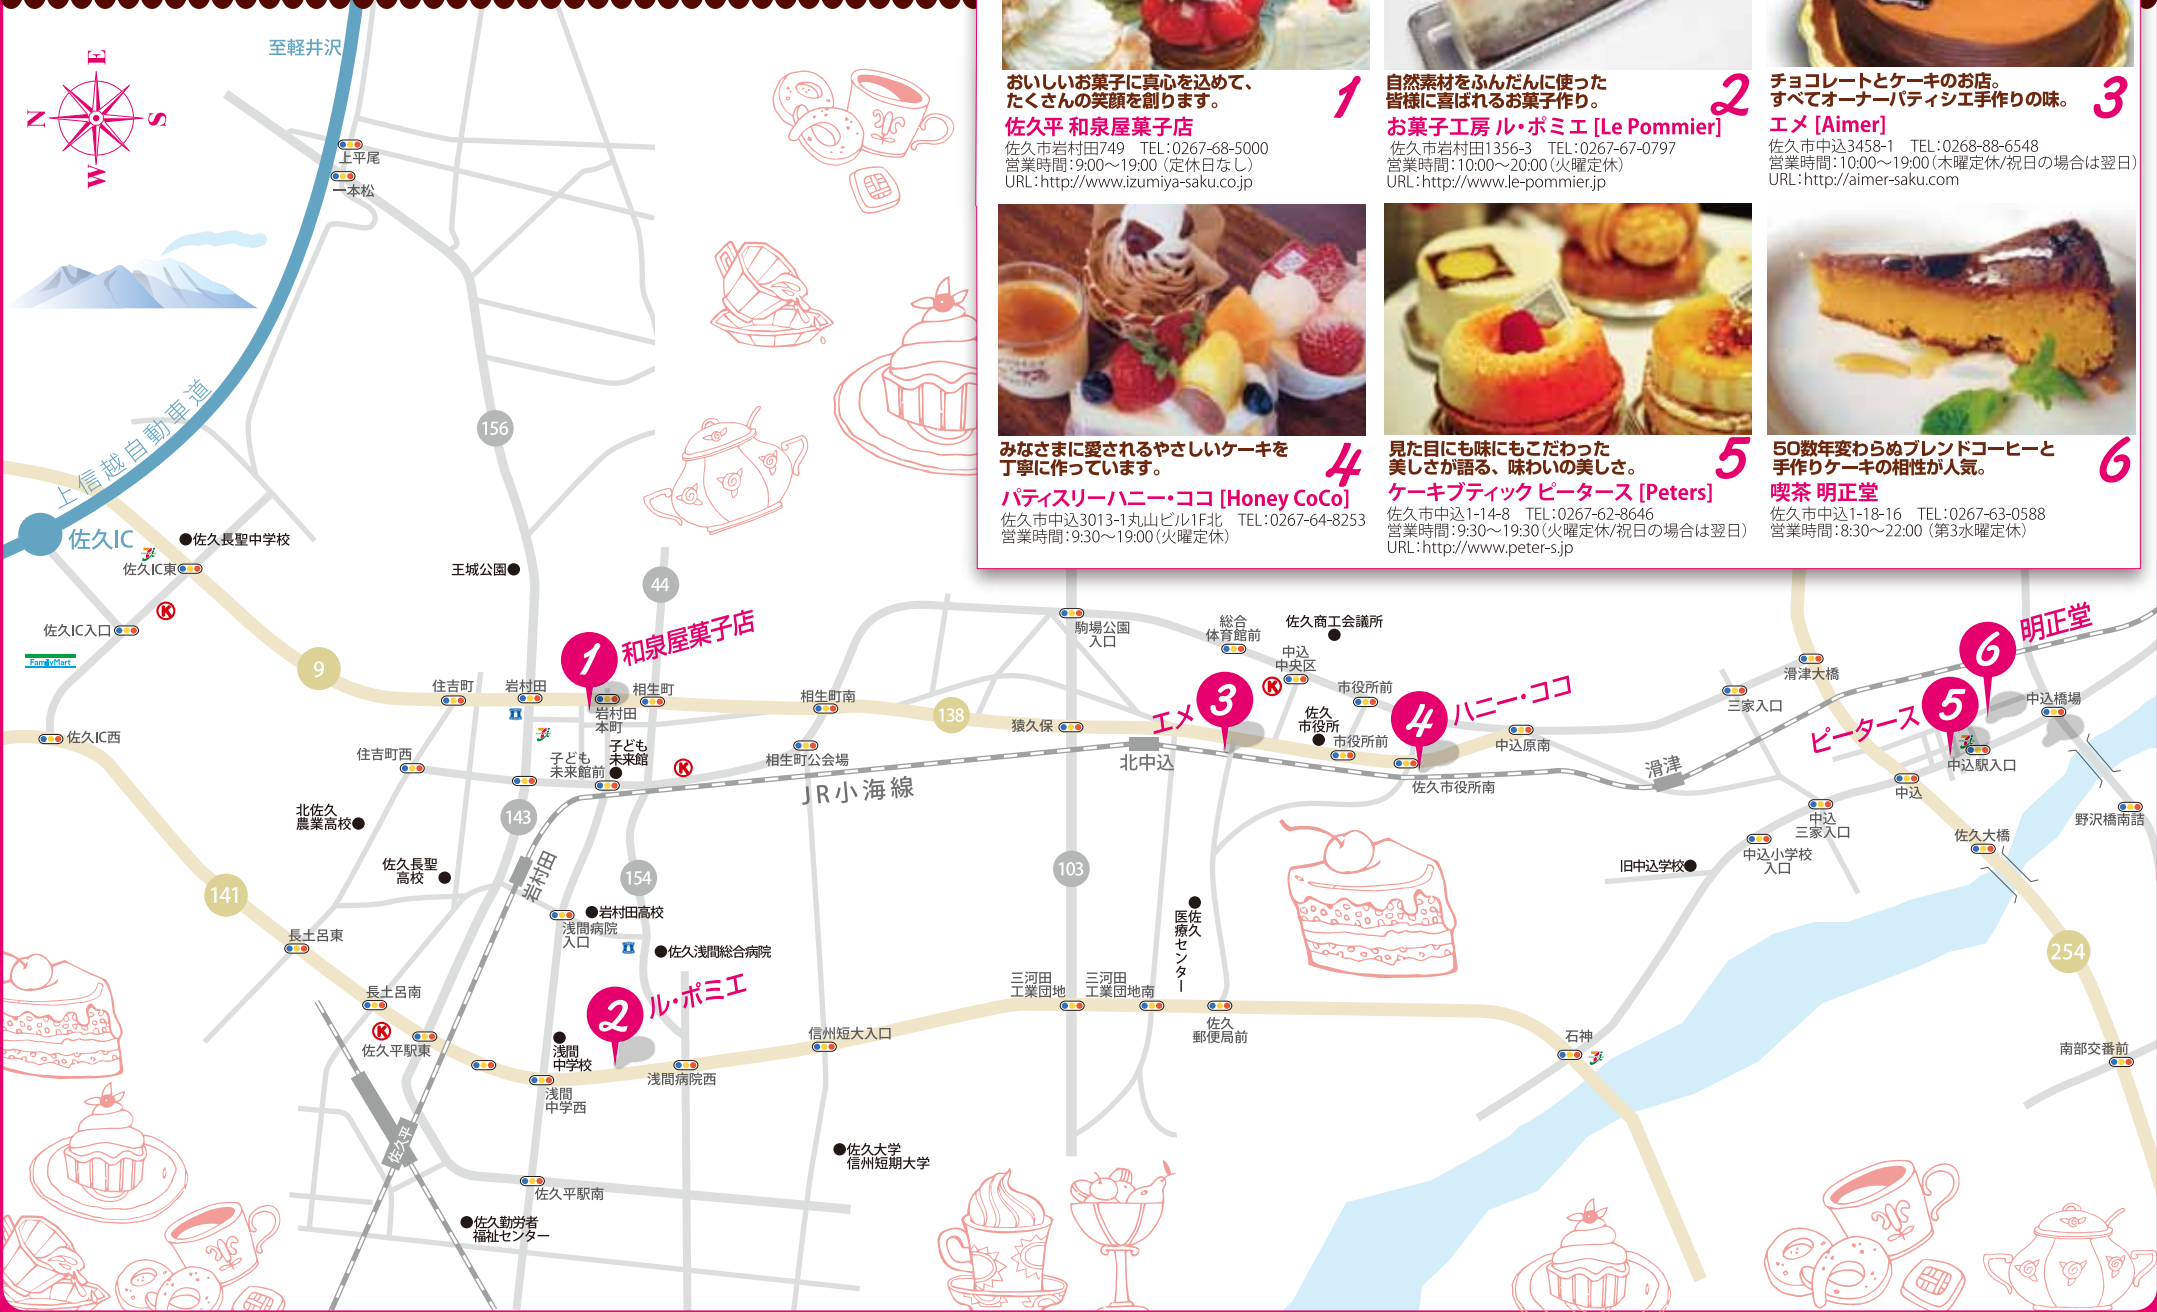 おいしいお菓子に真心を込めて、
たくさんの笑顔を創ります。
1
佐久平 和泉屋菓子店
佐久市岩村田749　TEL:0267-68-5000
営業時間:9:00〜19:00 (定休日なし)
URL:http://www.izumiya-saku.co.jp
自然素材をふんだんに使った
皆様に喜ばれるお菓子作り。
2
お菓子工房 ル・ポミエ [Le Pommier]
佐久市岩村田1356-3　TEL:0267-67-0797
営業時間:10:00〜20:00(火曜定休)
URL:http://www.le-pommier.jp
チョコレートとケーキのお店。
すべてオーナーパティシエ手作りの味。
3
エメ [Aimer]
佐久市中込3458-1　TEL:0268-88-6548
営業時間:10:00〜19:00(木曜定休/祝日の場合は翌日)
URL:http://aimer-saku.com
みなさまに愛されるやさしいケーキを
丁寧に作っています。
4
パティスリーハニー・ココ [Honey CoCo]
佐久市中込3013-1丸山ビル1F北　TEL:0267-64-8253
営業時間:9:30〜19:00(火曜定休)
見た目にも味にもこだわった
美しさが語る、味わいの美しさ。
5
ケーキブティック ピータース [Peters]
佐久市中込1-14-8　TEL:0267-62-8646
営業時間:9:30〜19:30(火曜定休/祝日の場合は翌日)
URL:http://www.peter-s.jp
50数年変わらぬブレンドコーヒーと
手作りケーキの相性が人気。
6
喫茶 明正堂
佐久市中込1-18-16　TEL:0267-63-0588
営業時間:8:30〜22:00 (第3水曜定休)
至軽井沢
E
N
S
W
上平尾
一本松
上信越自動車道
156
佐久IC
佐久長聖中学校
佐久IC東
王城公園
44
佐久IC入口
K
FamilyMart
9
1
和泉屋菓子店
住吉町
岩村田
相生町
岩村田
本町
相生町南
138
猿久保
駒場公園
入口
総合
体育館前
佐久商工会議所
中込
中央区
K
市役所前
エメ
3
佐久
市役所
市役所前
4
ハニー・ココ
中込原南
三家入口
滑津大橋
6
明正堂
5
ピータース
中込橋場
中込駅入口
佐久IC西
住吉町西
子ども
未来館前
子ども
未来館
K
相生町公会場
JR小海線
北中込
佐久市役所南
滑津
中込
中込
三家入口
野沢橋南詰
佐久大橋
中込小学校
入口
旧中込学校
北佐久
農業高校
143
佐久長聖
高校
岩村田
154
103
141
岩村田高校
浅間病院
入口
佐久浅間総合病院
佐久
医療センター
254
長土呂東
長土呂南
K
佐久平駅東
2
ル・ポミエ
浅間
中学校
浅間
中学西
浅間病院西
信州短大入口
三河田
工業団地
三河田
工業団地南
佐久
郵便局前
石神
南部交番前
佐久平
佐久大学
信州短期大学
佐久平駅南
佐久勤労者
福祉センター